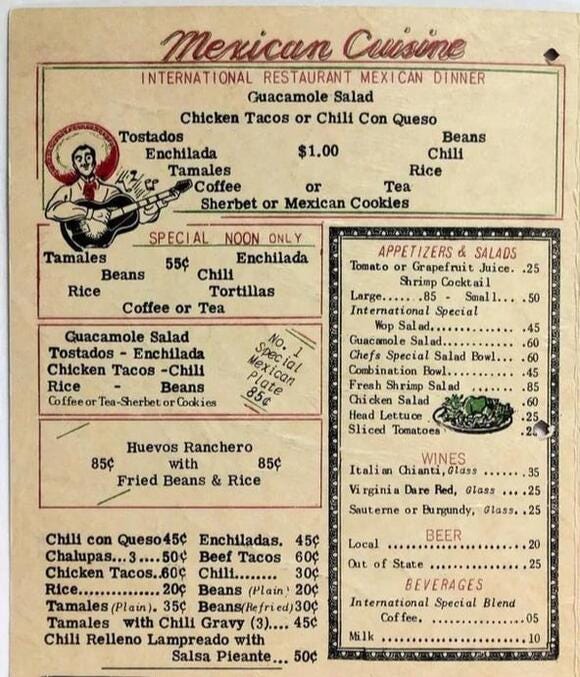 Mexican Cuisine
INTERNATIONAL RESTAURANT MEXICAN DINNER
Guacamole Salad
Chicken Tacos or Chili Con Queso
Tostados Beans
Enchilada $1.00 Chili
Tamales Rice
Coffee or Tea
Sherbet or Mexican Cookies
SPECIAL NOON ONLY
Tamales 55¢ Enchilada
Beans Chili
Rice Tortillas
Coffee or Tea
Guacamole Salad
Tostados - Enchilada
Chicken Tacos -Chili
Rice - Beans
Coffee or Tea-Sherbet or Cookies
No. 1
Special
Mexican
Plate
85¢
Huevos Ranchero
85¢ with 85¢
Fried Beans & Rice
Chili con Queso 45¢ Enchiladas. 45¢
Chalupas...3....50¢ Beef Tacos 60¢
Chicken Tacos..60¢ Chili........ 30¢
Rice..............20¢ Beans (Plain) 20¢
Tamales (Plain). 35¢ Beans(Refried)30¢
Tamales with Chili Gravy (3).... 45¢
Chili Relleno Lampreado with
Salsa Pieante... 50¢
APPETIZERS & SALADS
Tomato or Grapefruit Juice. .25
Shrimp Cocktail
Large.....85 - Small.... .50
International Special
Wop Salad.............. .45
Guacamole Salad......... .60
Chefs Special Salad Bowl... .60
Combination Bowl.......... .45
Fresh Shrimp Salad ....... .85
Chicken Salad .60
Head Lettuce .25
Sliced Tomatoes .25
WINES
Italian Chianti, Glass ...... .35
Virginia Dare Red, Glass ... .25
Sauterne or Burgundy, Glass. .25
BEER
Local ...................... .20
Out of State ............... .25
BEVERAGES
International Special Blend
Coffee. ................ .05
Milk ...................... .10